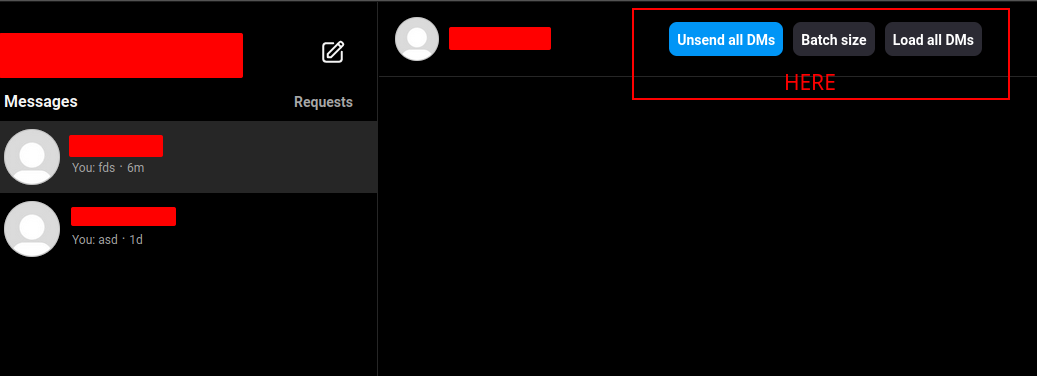 Unsend all DMs Batch size Load all DMs
HERE
Messages Requests
You: fds · 6m
You: asd · 1d